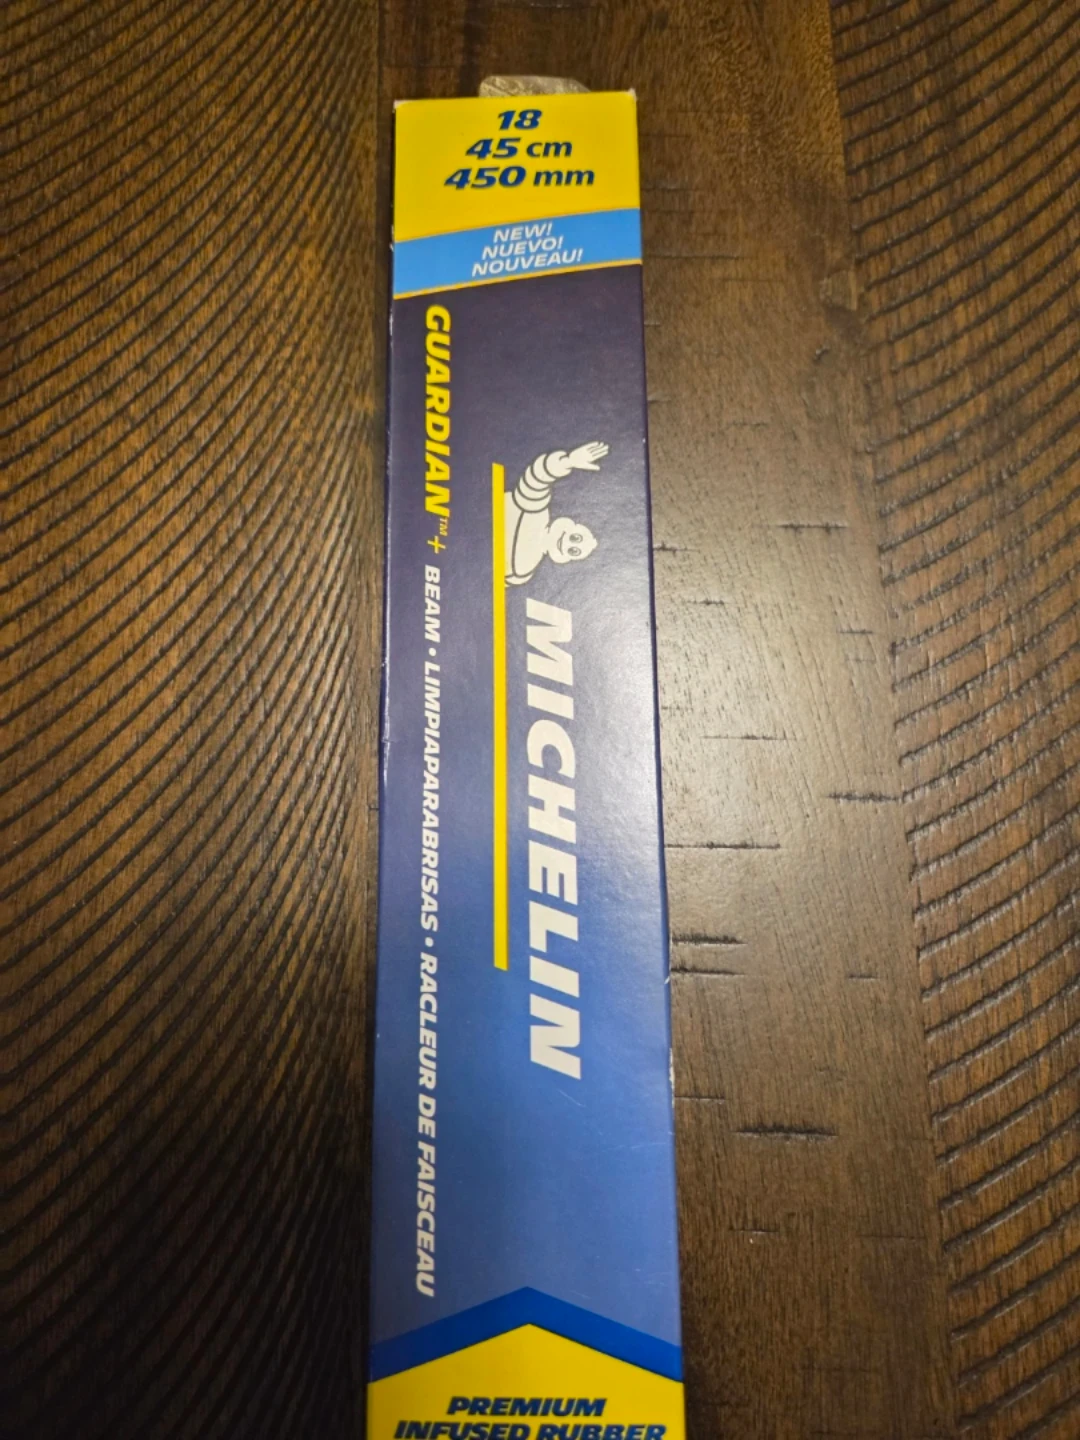 18
45 cm
450 mm
NEW!
NUEVO!
NOUVEAU!
MICHELIN
GUARDIAN™+ BEAM • LIMPIAPARABRISAS • RACLEUR DE FAISCEAU
PREMIUM
INFUSED RUBBER